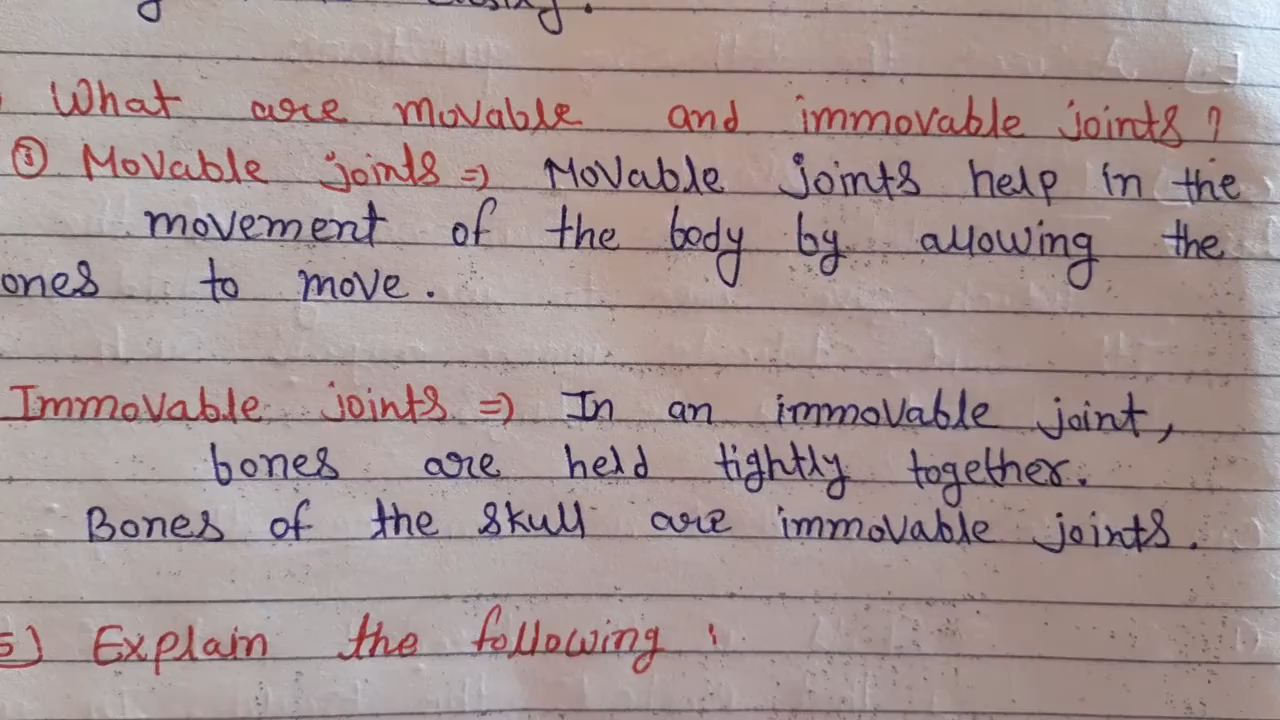 What are movable and immovable joints?
① Movable joints ⇒ Movable joints help in the
movement of the body by allowing the
ones to move.
Immovable joints ⇒ In an immovable joint,
bones are held tightly together.
Bones of the skull are immovable joints.
5) Explain the following :